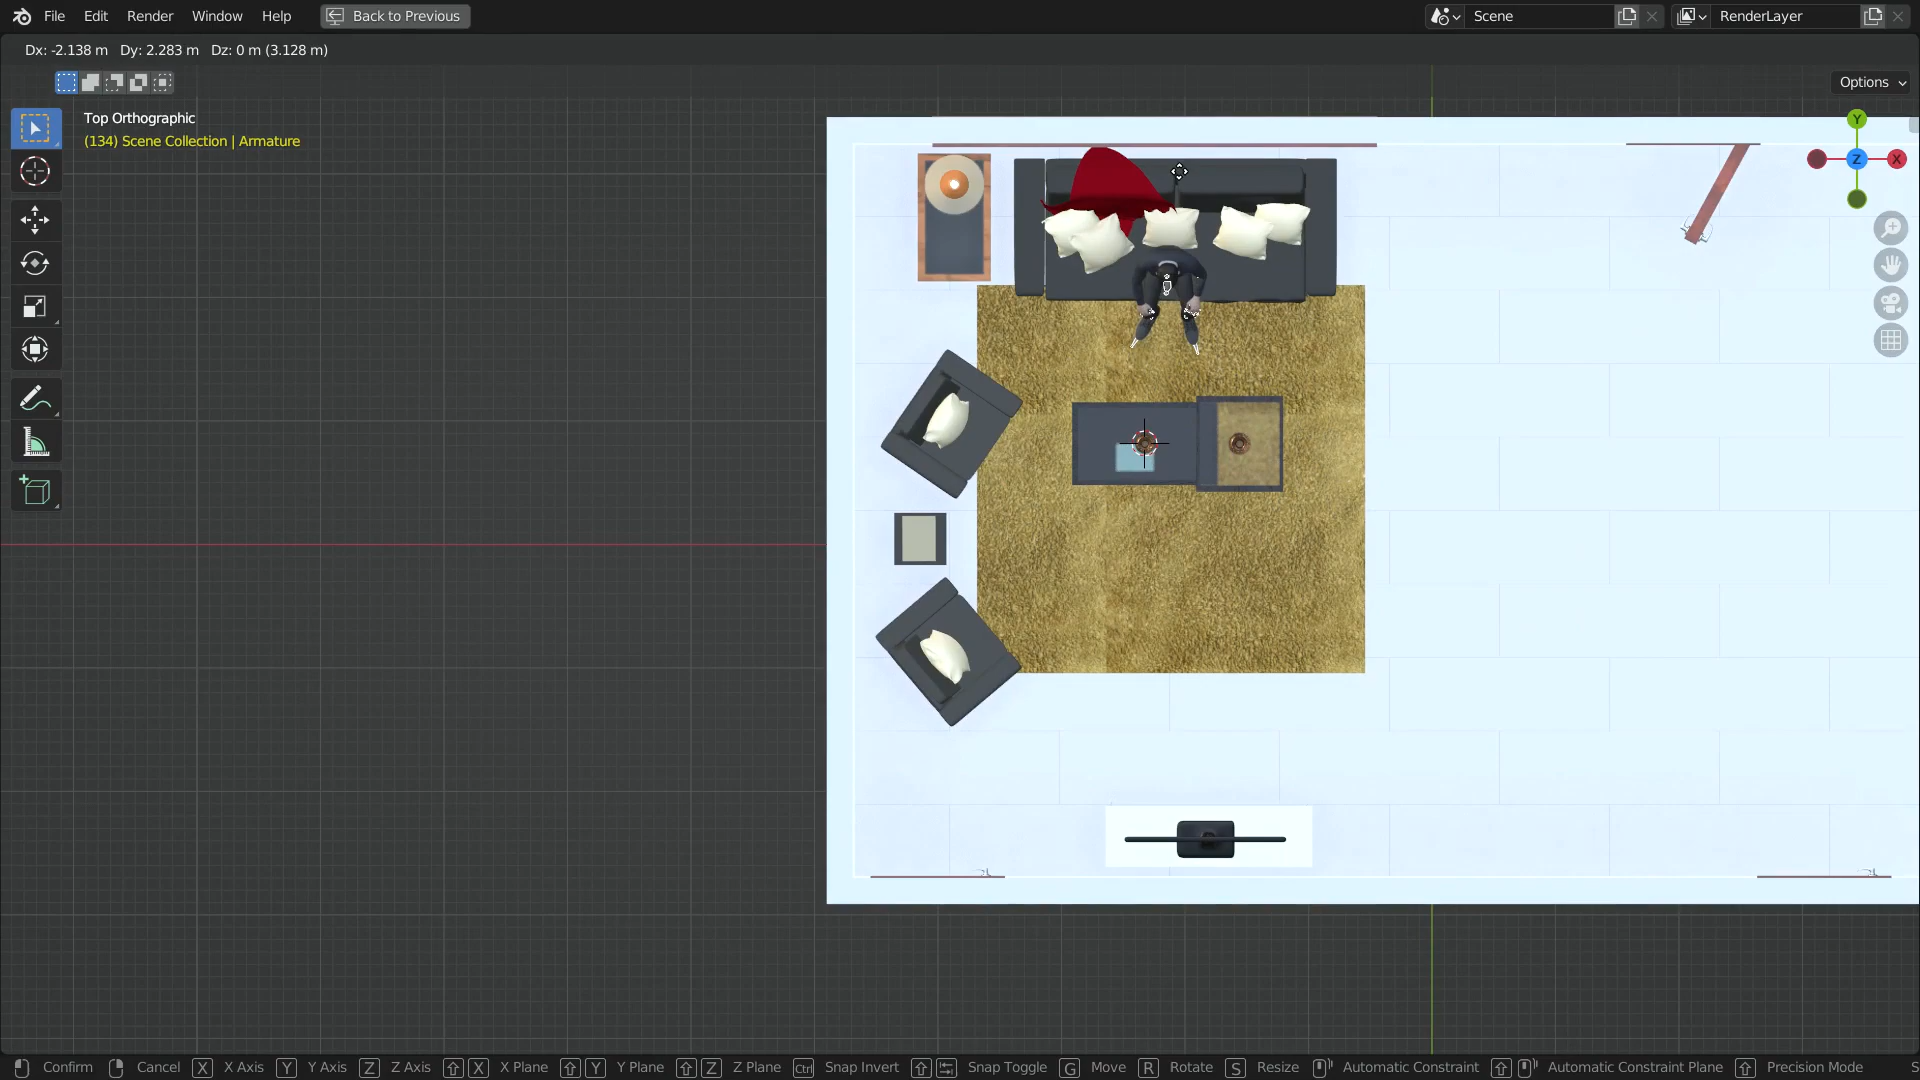 File Edit Render Window Help Back to Previous Scene RenderLayer
Dx: -2.138 m Dy: 2.283 m Dz: 0 m (3.128 m)
Options
Top Orthographic
(134) Scene Collection | Armature
Y
Z
X
Confirm Cancel X X Axis Y Y Axis Z Z Axis X X Plane Y Y Plane Z Z Plane Ctrl Snap Invert Snap Toggle G Move R Rotate S Resize Automatic Constraint Automatic Constraint Plane Precision Mode S